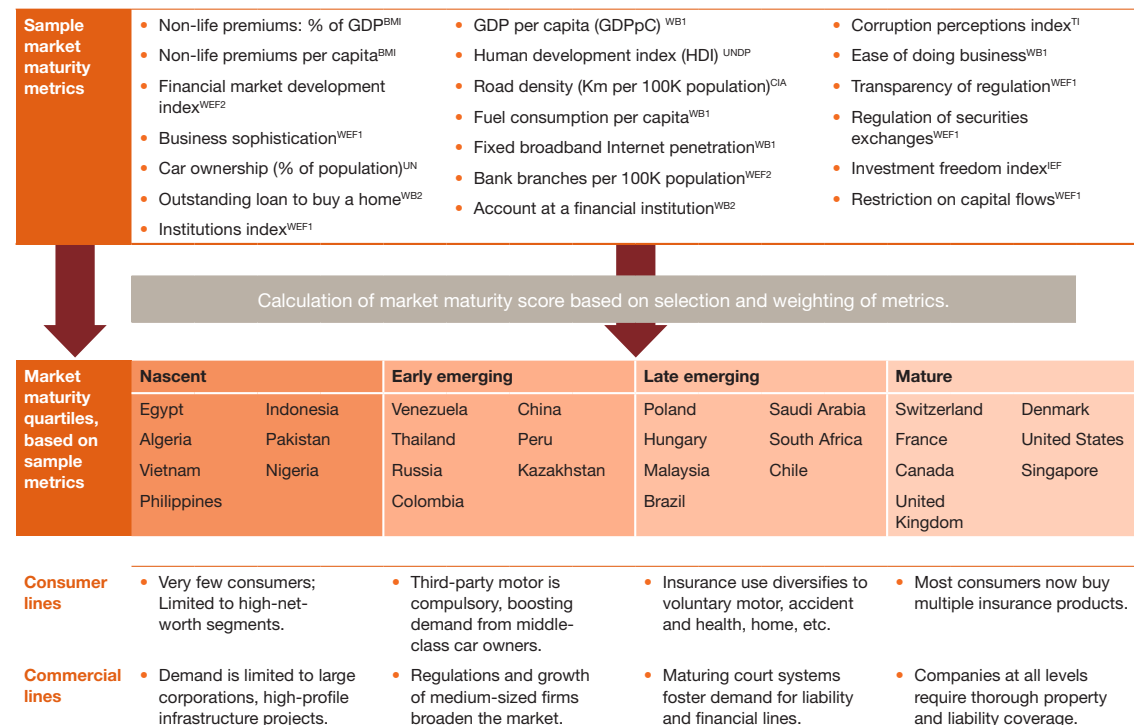 Sample
market
maturity
metrics
• Non-life premiums: % of GDPBMI
• Non-life premiums per capitaBMI
• Financial market development
indexWEF2
• Business sophisticationWEF1
• Car ownership (% of population)UN
• Outstanding loan to buy a homeWB2
• Institutions indexWEF1
• GDP per capita (GDPpC) WB1
• Human development index (HDI) UNDP
• Road density (Km per 100K population)CIA
• Fuel consumption per capitaWB1
• Fixed broadband Internet penetrationWB1
• Bank branches per 100K populationWEF2
• Account at a financial institutionWB2
• Corruption perceptions indexTI
• Ease of doing businessWB1
• Transparency of regulationWEF1
• Regulation of securities
exchangesWEF1
• Investment freedom indexIEF
• Restriction on capital flowsWEF1
Calculation of market maturity score based on selection and weighting of metrics.
Market
maturity
quartiles,
based on
sample
metrics
Nascent
Egypt
Indonesia
Algeria
Pakistan
Vietnam
Nigeria
Philippines
Early emerging
Venezuela
China
Thailand
Peru
Russia
Kazakhstan
Colombia
Late emerging
Poland
Saudi Arabia
Hungary
South Africa
Malaysia
Chile
Brazil
Mature
Switzerland
Denmark
France
United States
Canada
Singapore
United
Kingdom
Consumer
lines
• Very few consumers;
Limited to high-net-
worth segments.
• Third-party motor is
compulsory, boosting
demand from middle-
class car owners.
• Insurance use diversifies to
voluntary motor, accident
and health, home, etc.
• Most consumers now buy
multiple insurance products.
Commercial
lines
• Demand is limited to large
corporations, high-profile
infrastructure projects.
• Regulations and growth
of medium-sized firms
broaden the market.
• Maturing court systems
foster demand for liability
and financial lines.
• Companies at all levels
require thorough property
and liability coverage.